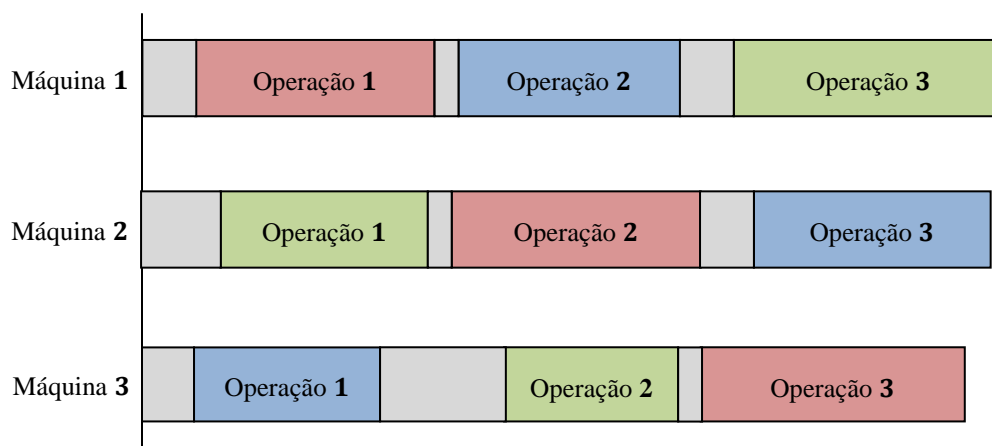 Máquina 1
Operação 1
Operação 2
Operação 3
Máquina 2
Operação 1
Operação 2
Operação 3
Máquina 3
Operação 1
Operação 2
Operação 3